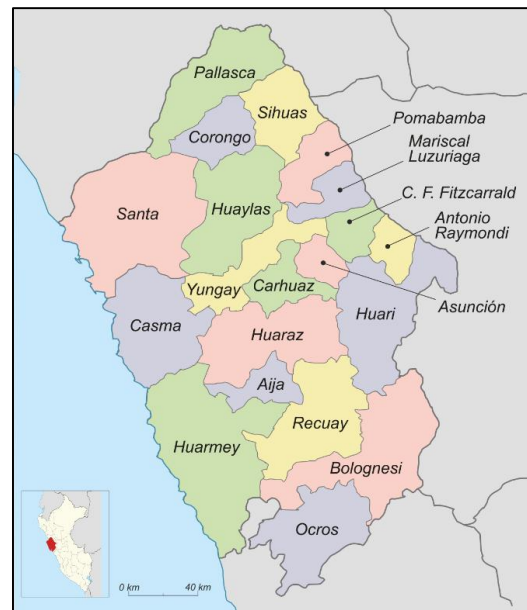 Pallasca
Sihuas
Corongo
Pomabamba
Mariscal
Luzuriaga
C. F. Fitzcarrald
Antonio
Raymondi
Santa
Huaylas
Yungay
Carhuaz
Asunción
Huari
Casma
Huaraz
Aija
Recuay
Huarmey
Bolognesi
Ocros
0 km 40 km